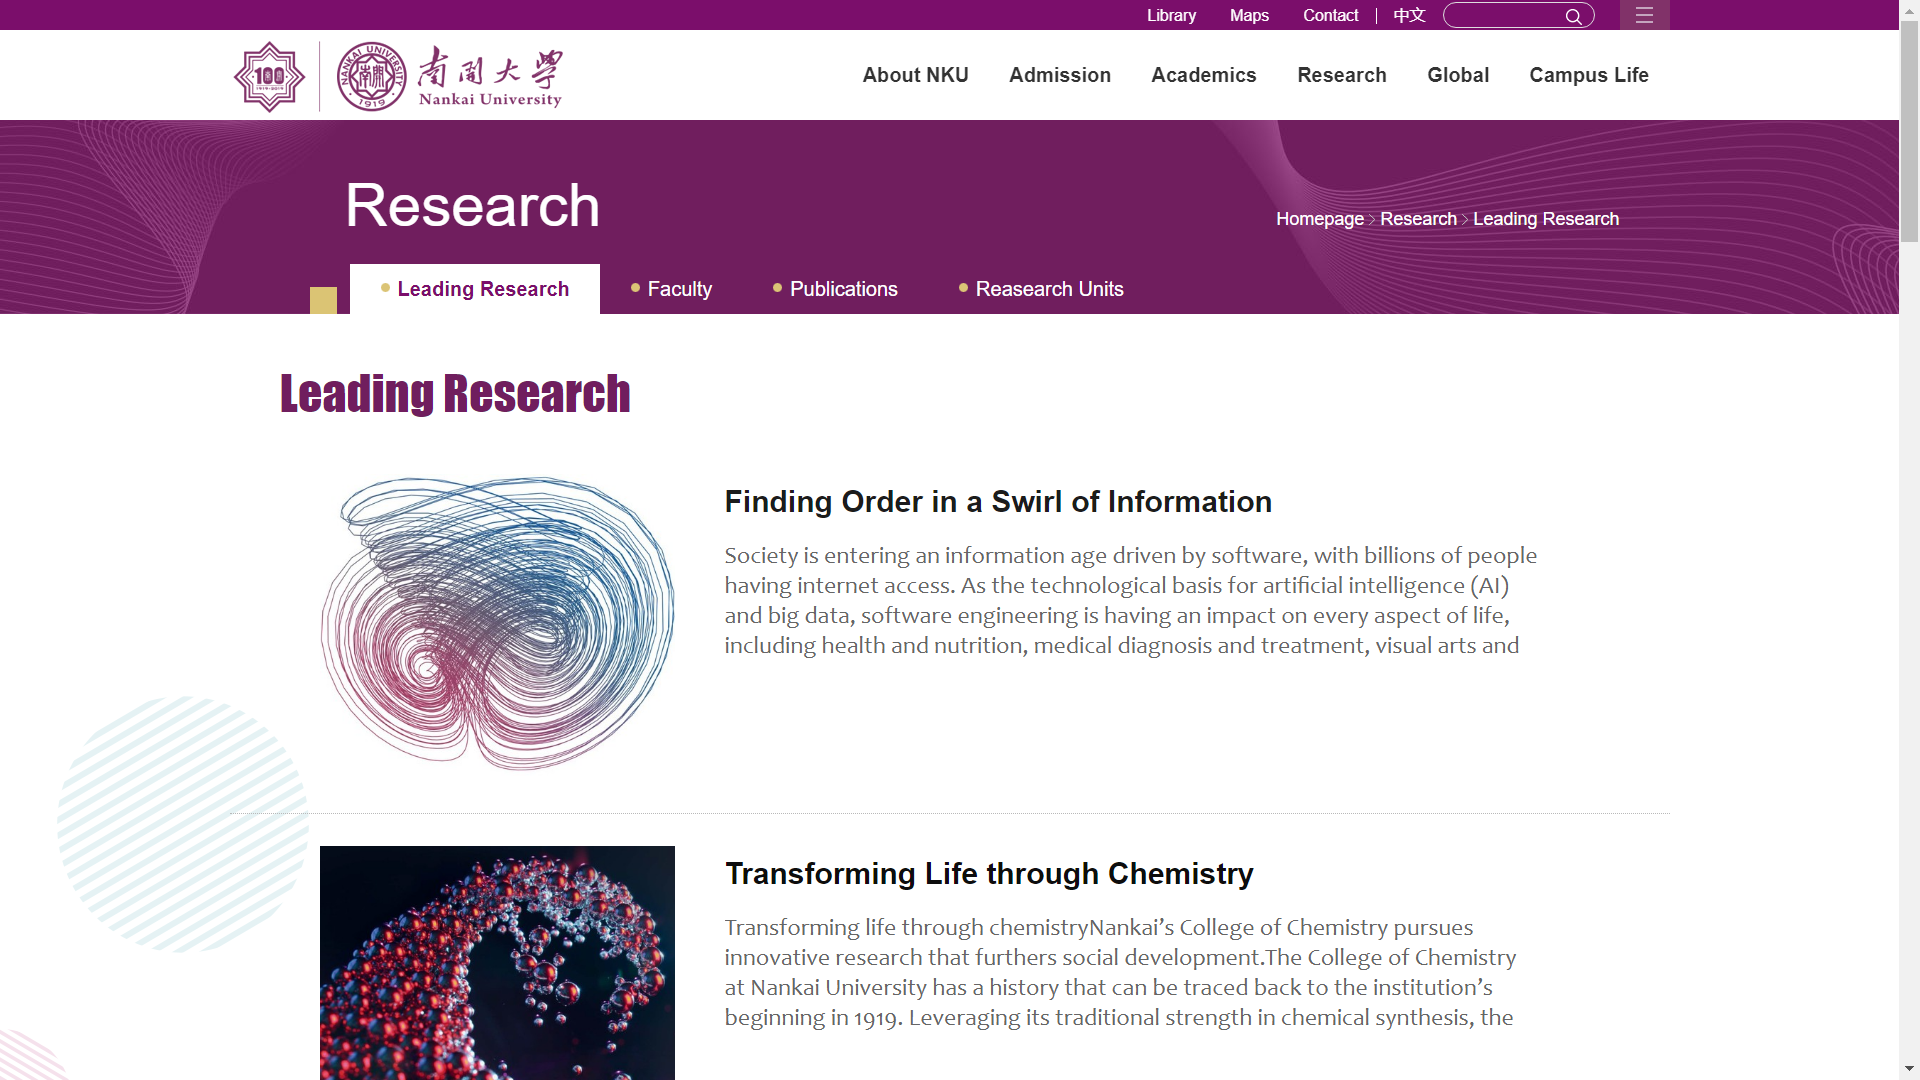 Library Maps Contact 中文
100
1919-2019
NANKAI UNIVERSITY
1919
南開大學
Nankai University
About NKU Admission Academics Research Global Campus Life
Research
Homepage > Research > Leading Research
Leading Research Faculty Publications Reasearch Units
Leading Research
Finding Order in a Swirl of Information
Society is entering an information age driven by software, with billions of people
having internet access. As the technological basis for artificial intelligence (AI)
and big data, software engineering is having an impact on every aspect of life,
including health and nutrition, medical diagnosis and treatment, visual arts and
Transforming Life through Chemistry
Transforming life through chemistryNankai’s College of Chemistry pursues
innovative research that furthers social development.The College of Chemistry
at Nankai University has a history that can be traced back to the institution’s
beginning in 1919. Leveraging its traditional strength in chemical synthesis, the